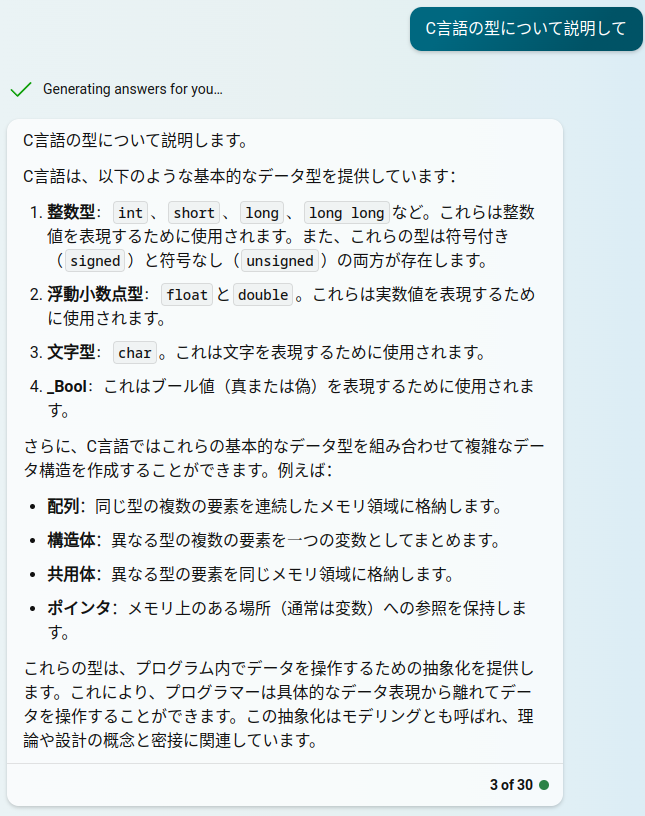 C言語の型について説明して
Generating answers for you…
C言語の型について説明します。
C言語は、以下のような基本的なデータ型を提供しています：
1. 整数型： int 、 short 、 long 、 long long など。これらは整数
値を表現するために使用されます。また、これらの型は符号付き
（ signed ）と符号なし（ unsigned ）の両方が存在します。
2. 浮動小数点型： float と double 。これらは実数値を表現するため
に使用されます。
3. 文字型： char 。これは文字を表現するために使用されます。
4. _Bool：これはブール値（真または偽）を表現するために使用されま
す。
さらに、C言語ではこれらの基本的なデータ型を組み合わせて複雑なデー
タ構造を作成することができます。例えば：
• 配列：同じ型の複数の要素を連続したメモリ領域に格納します。
• 構造体：異なる型の複数の要素を一つの変数としてまとめます。
• 共用体：異なる型の要素を同じメモリ領域に格納します。
• ポインタ：メモリ上のある場所（通常は変数）への参照を保持しま
す。
これらの型は、プログラム内でデータを操作するための抽象化を提供し
ます。これにより、プログラマーは具体的なデータ表現から離れてデー
タを操作することができます。この抽象化はモデリングとも呼ばれ、理
論や設計の概念と密接に関連しています。
3 of 30